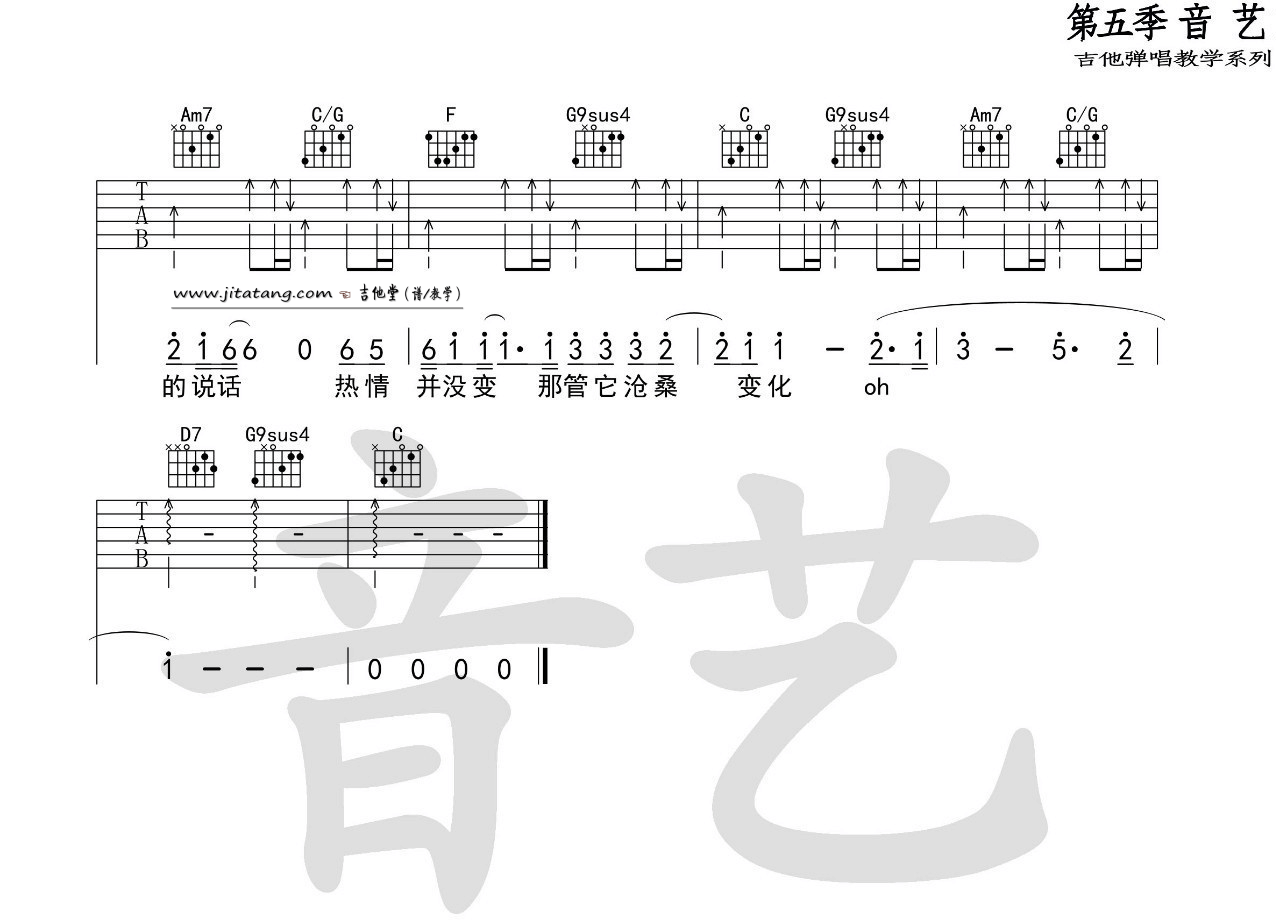 第五季 音 艺
吉他弹唱教学系列
Am7 C/G F G9sus4 C G9sus4 Am7 C/G
T
A
B
www.jitatang.com ☜ 吉他堂（谱/教学）
2 1 6 6 0 6 5 6 1 1 1· 1 3 3 3 2 2 1 1 – 2· 1 3 – 5· 2
的说话 热情 并没变 那管它沧桑 变化 oh
D7 G9sus4 C
T
A
B
1 – – – 0 0 0 0
音艺